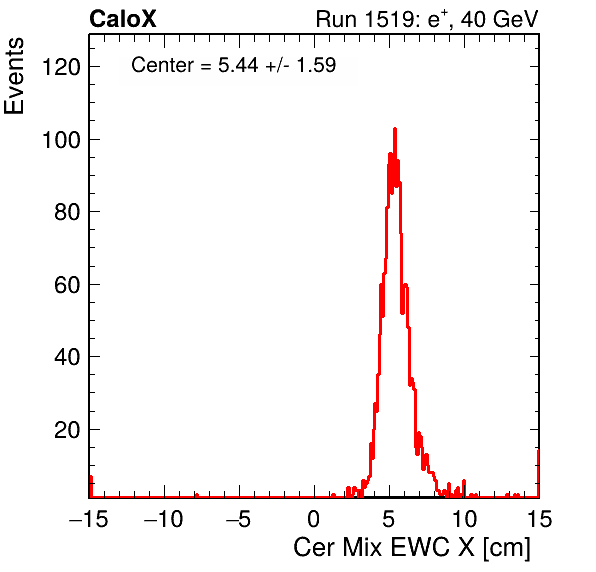 CaloX Run 1519: e⁺, 40 GeV
Events
Center = 5.44 +/- 1.59
120
100
80
60
40
20
−15 −10 −5 0 5 10 15
Cer Mix EWC X [cm]